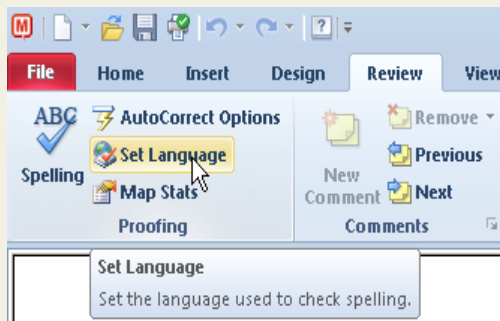 File Home Insert Design Review View
ABC
Spelling
AutoCorrect Options
Set Language
Map Stats
Proofing
New
Comment
Remove
Previous
Next
Comments
Set Language
Set the language used to check spelling.